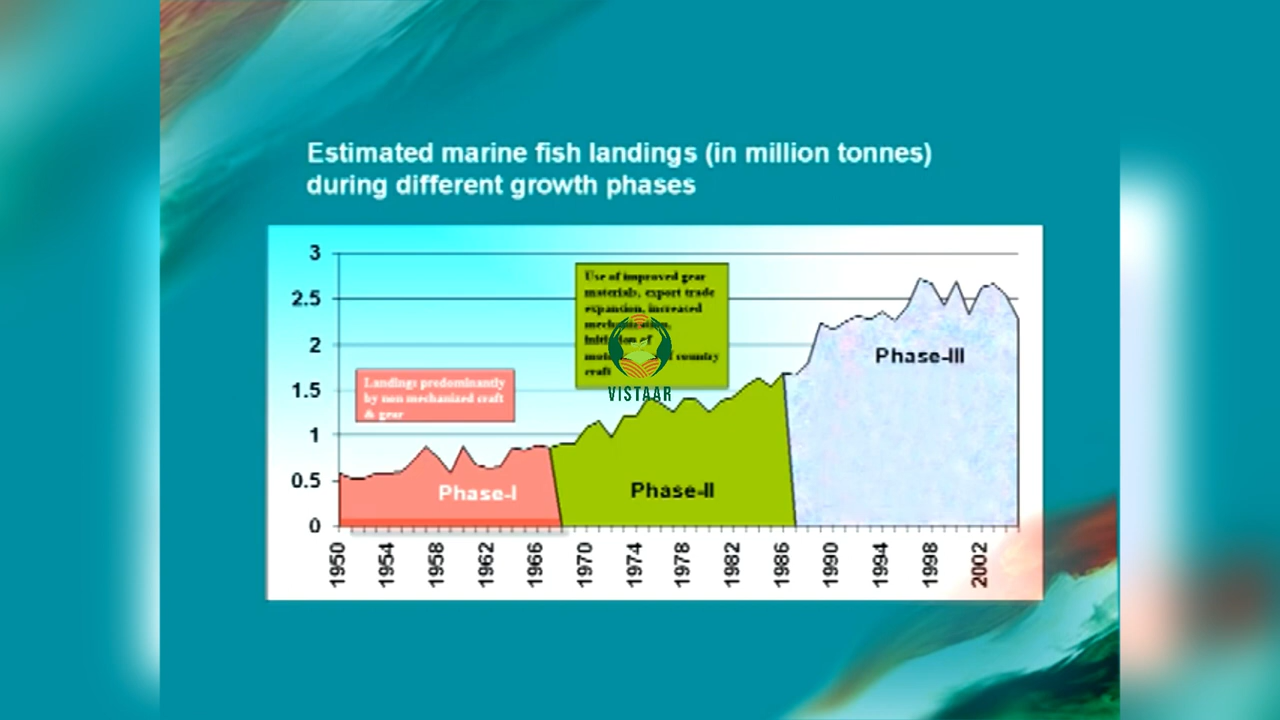 Estimated marine fish landings (in million tonnes)
during different growth phases
3
2.5
2
1.5
1
0.5
0
Use of improved gear
materials, export trade
expantion, increased
of
country
craft
Landings predominantly
by non mechanized craft
& gear
VISTAAR
Phase-I
Phase-II
Phase-III
1950
1954
1958
1962
1966
1970
1974
1978
1982
1986
1990
1994
1998
2002